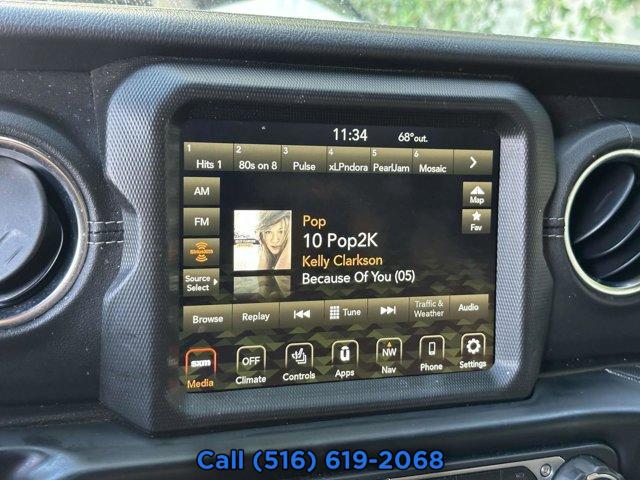 11:34 68°out.
1 2 3 4 5 6
Hits 1 80s on 8 Pulse xLPndora PearlJam Mosaic
AM
FM
SiriusXM
Source
Select
Map
Fav
Pop
10 Pop2K
Kelly Clarkson
Because Of You (05)
Browse Replay Tune Traffic &
Weather Audio
sxm OFF NW
Media Climate Controls Apps Nav Phone Settings
Call (516) 619-2068